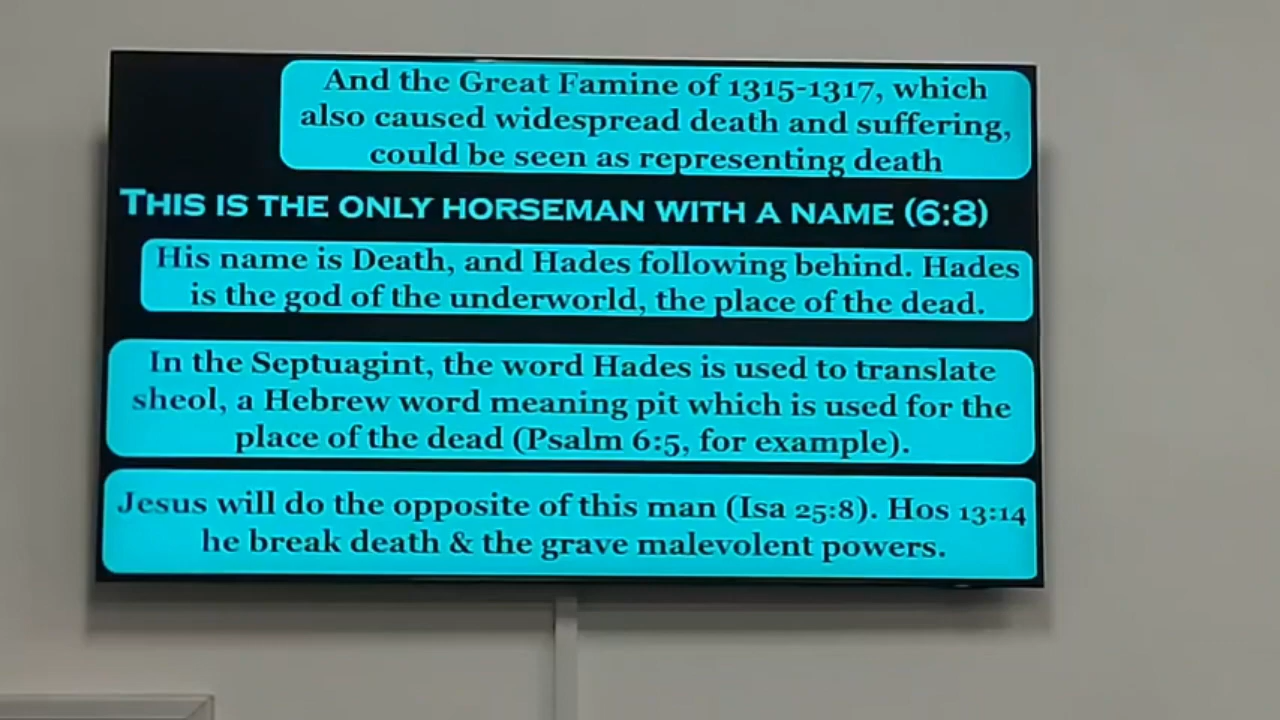 And the Great Famine of 1315-1317, which
also caused widespread death and suffering,
could be seen as representing death
THIS IS THE ONLY HORSEMAN WITH A NAME (6:8)
His name is Death, and Hades following behind. Hades
is the god of the underworld, the place of the dead.
In the Septuagint, the word Hades is used to translate
sheol, a Hebrew word meaning pit which is used for the
place of the dead (Psalm 6:5, for example).
Jesus will do the opposite of this man (Isa 25:8). Hos 13:14
he break death & the grave malevolent powers.